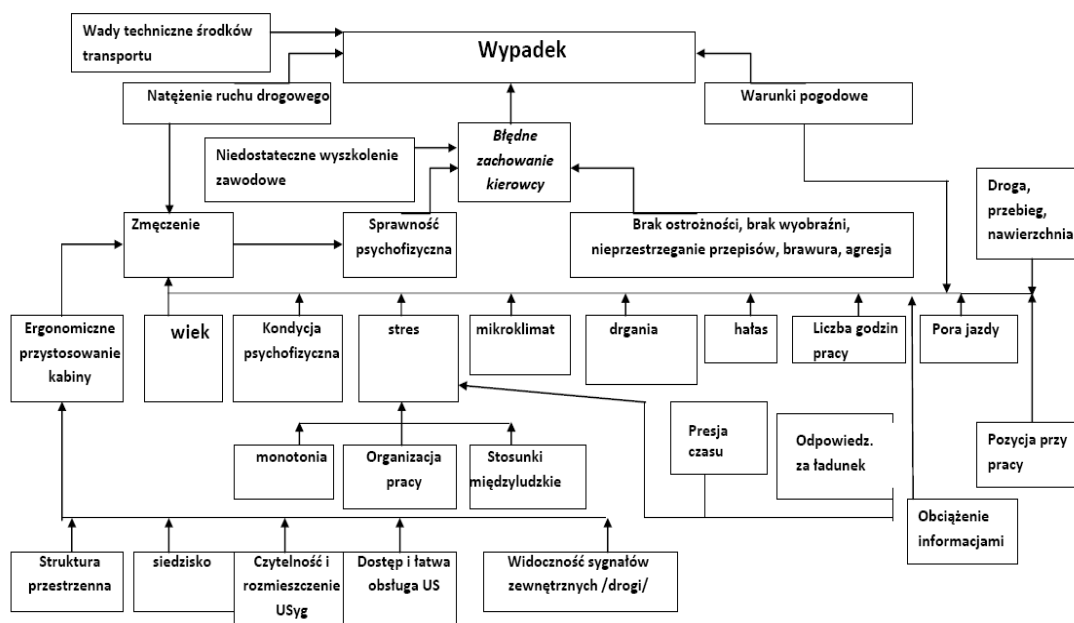 Wady techniczne środków
transportu
Wypadek
Natężenie ruchu drogowego
Warunki pogodowe
Błędne
zachowanie
kierowcy
Niedostateczne wyszkolenie
zawodowe
Droga,
przebieg,
nawierzchnia
Zmęczenie
Sprawność
psychofizyczna
Brak ostrożności, brak wyobraźni,
nieprzestrzeganie przepisów, brawura, agresja
Ergonomiczne
przystosowanie
kabiny
wiek
Kondycja
psychofizyczna
stres
mikroklimat
drgania
hałas
Liczba godzin
pracy
Pora jazdy
Presja
czasu
Odpowiedz.
za ładunek
Pozycja przy
pracy
monotonia
Organizacja
pracy
Stosunki
międzyludzkie
Obciążenie
informacjami
Struktura
przestrzenna
siedzisko
Czytelność i
rozmieszczenie
USyg
Dostęp i łatwa
obsługa US
Widoczność sygnałów
zewnętrznych /drogi/